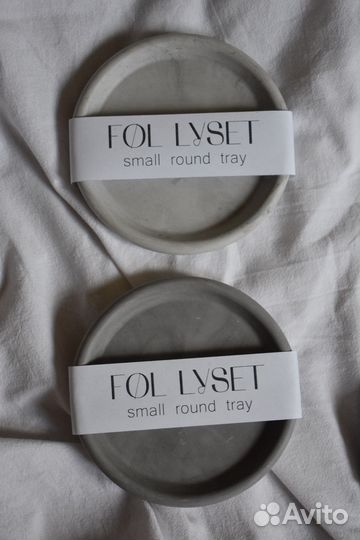 FØL LYSET
small round tray
FØL LYSET
small round tray
Avito